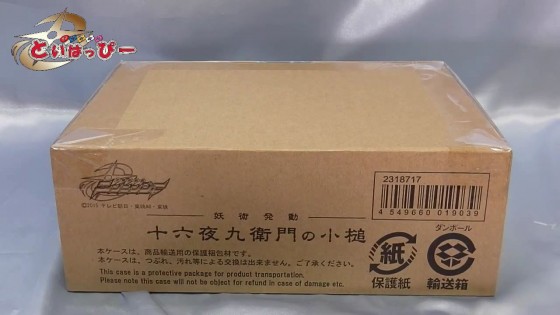 といはっぴー
2318717
4 549660 019039
妖術発動
十六夜九衛門の小槌
本ケースは、商品輸送用の保護梱包材です。
本ケースは、つぶれ、汚れ等による交換は出来ません。ご了承ください。
This case is a protective package for product transportation.
Please note this case will not be object for refund in case of damage etc.
紙
保護紙
ダンボール
輸送箱